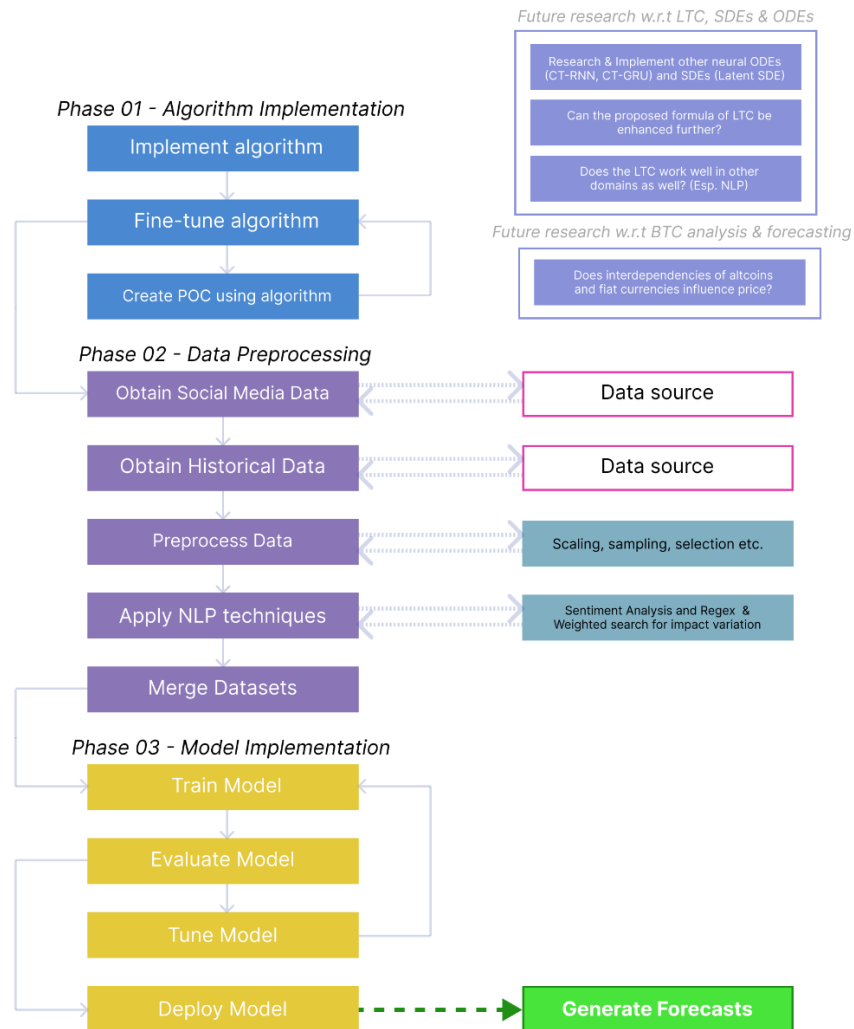 Future research w.r.t LTC, SDEs & ODEs
Research & Implement other neural ODEs
(CT-RNN, CT-GRU) and SDEs (Latent SDE)
Can the proposed formula of LTC be
enhanced further?
Does the LTC work well in other
domains as well? (Esp. NLP)
Future research w.r.t BTC analysis & forecasting
Does interdependencies of altcoins
and fiat currencies influence price?
Phase 01 - Algorithm Implementation
Implement algorithm
Fine-tune algorithm
Create POC using algorithm
Phase 02 - Data Preprocessing
Obtain Social Media Data
Data source
Obtain Historical Data
Data source
Preprocess Data
Scaling, sampling, selection etc.
Apply NLP techniques
Sentiment Analysis and Regex &
Weighted search for impact variation
Merge Datasets
Phase 03 - Model Implementation
Train Model
Evaluate Model
Tune Model
Deploy Model
Generate Forecasts